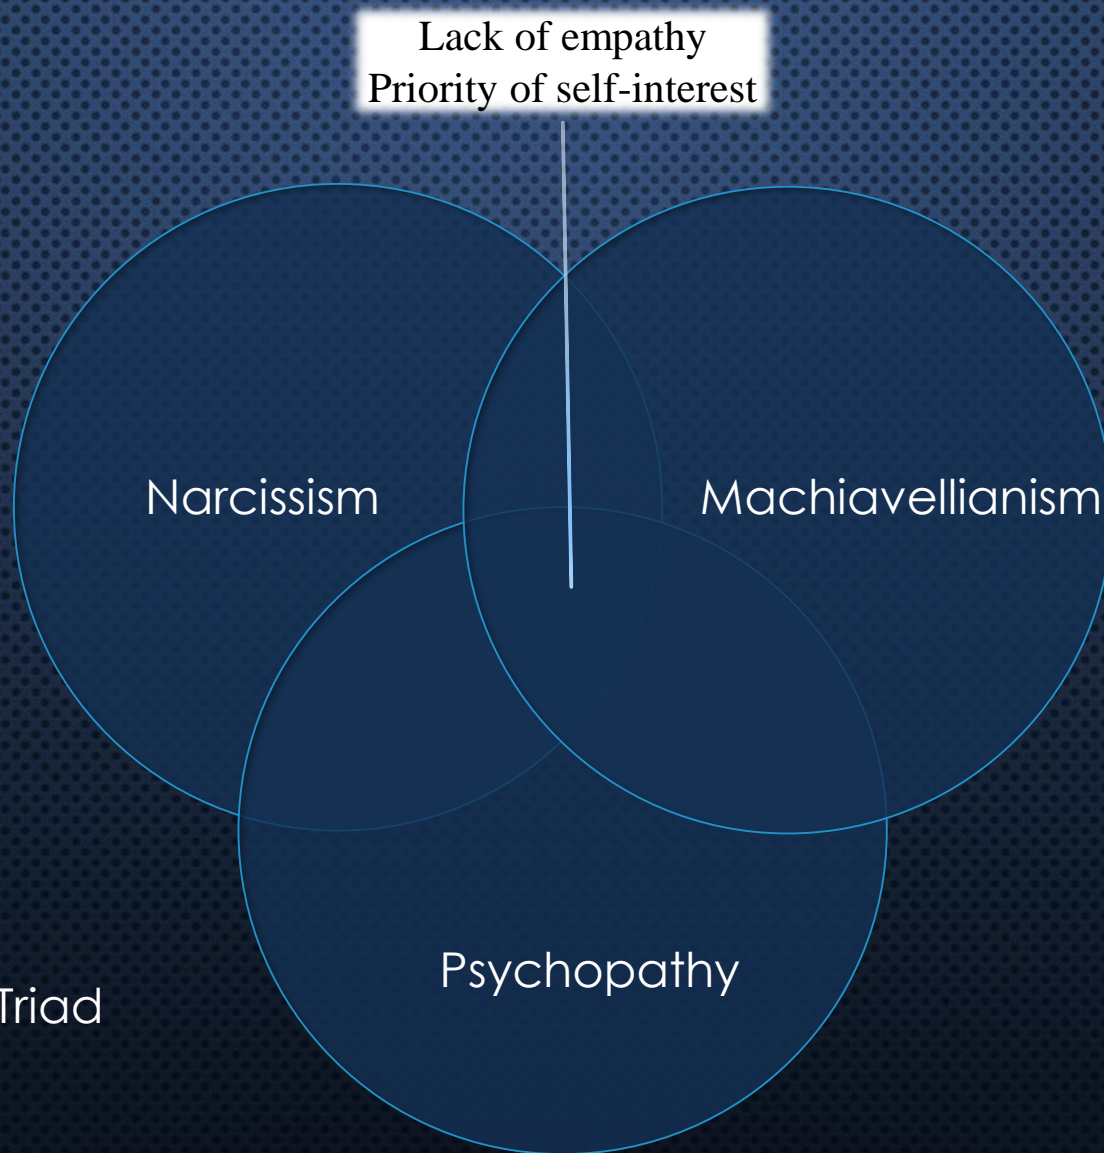 Lack of empathy
Priority of self-interest
Narcissism
Machiavellianism
Psychopathy
Triad